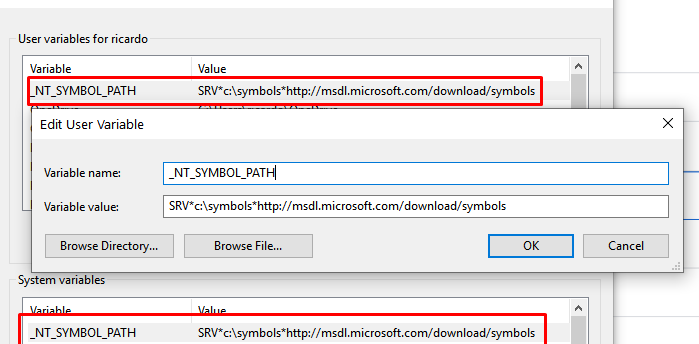 User variables for ricardo
Variable Value
_NT_SYMBOL_PATH SRV*c:\symbols*http://msdl.microsoft.com/download/symbols
Edit User Variable
Variable name: _NT_SYMBOL_PATH
Variable value: SRV*c:\symbols*http://msdl.microsoft.com/download/symbols
Browse Directory... Browse File... OK Cancel
System variables
Variable Value
_NT_SYMBOL_PATH SRV*c:\symbols*http://msdl.microsoft.com/download/symbols